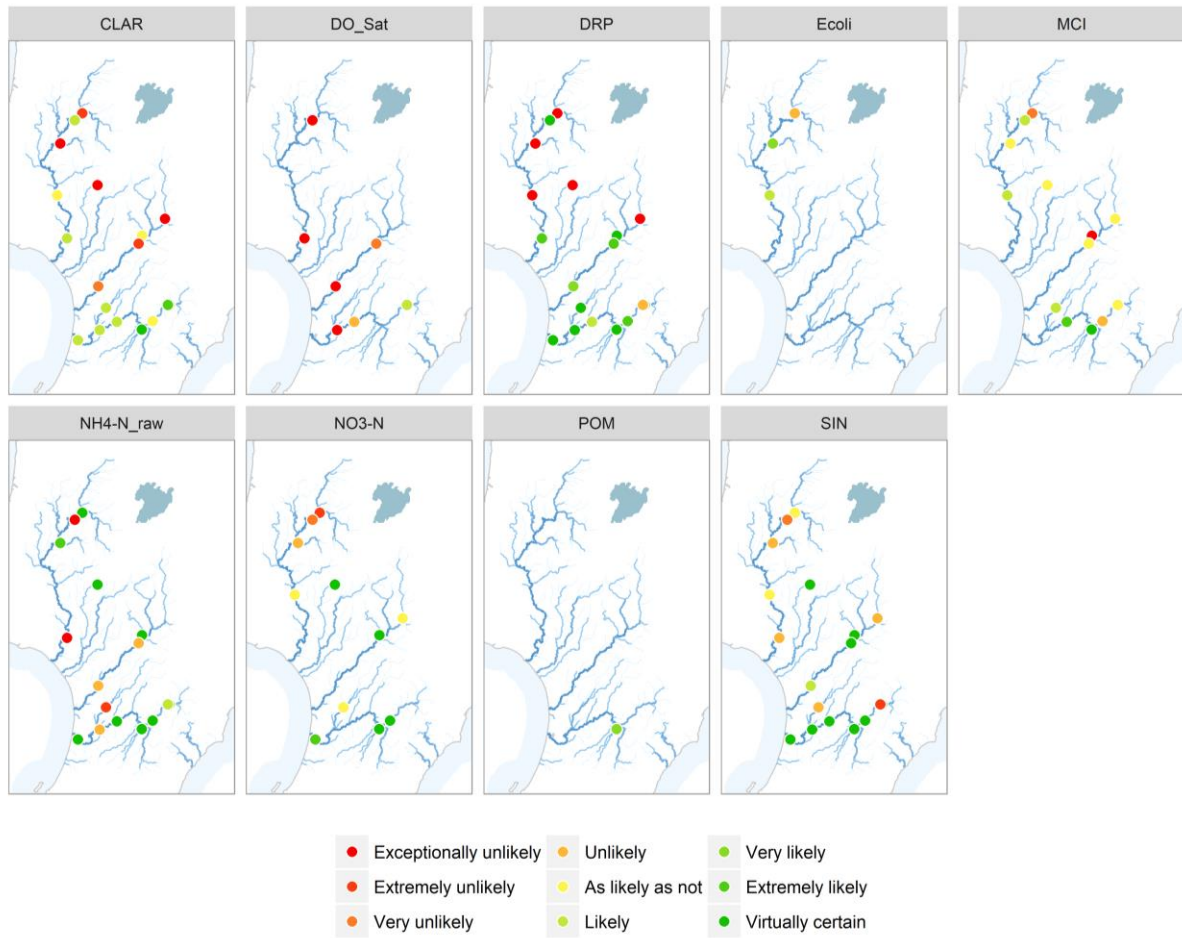 CLAR
DO_Sat
DRP
Ecoli
MCI
NH4-N_raw
NO3-N
POM
SIN
Exceptionally unlikely
Unlikely
Very likely
Extremely unlikely
As likely as not
Extremely likely
Very unlikely
Likely
Virtually certain